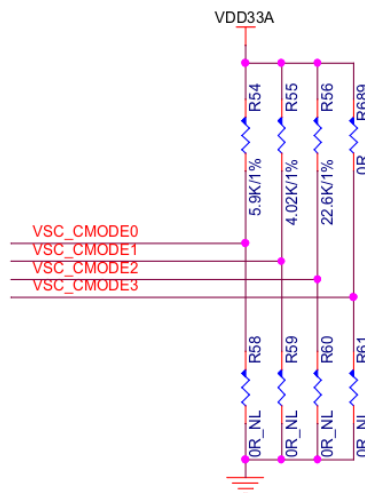 VDD33A
R54
R55
R56
R689
5.9K/1%
4.02K/1%
22.6K/1%
0R
VSC_CMODE0
VSC_CMODE1
VSC_CMODE2
VSC_CMODE3
R58
R59
R60
R61
0R_NL
0R_NL
0R_NL
0R_NL